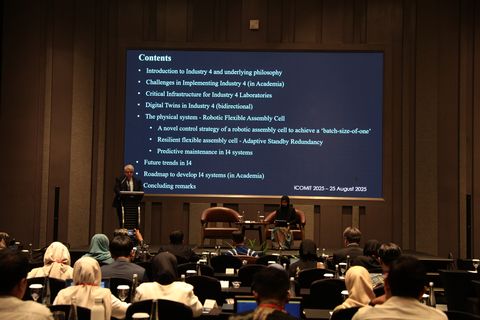 Contents
• Introduction to Industry 4 and underlying philosophy
• Challenges in Implementing Industry 4 (in Academia)
• Critical Infrastructure for Industry 4 Laboratories
• Digital Twins in Industry 4 (bidirectional)
• The physical system - Robotic Flexible Assembly Cell
• A novel control strategy of a robotic assembly cell to achieve a 'batch-size-of-one'
• Resilient flexible assembly cell - Adaptive Standby Redundancy
• Predictive maintenance in I4 systems
• Future trends in I4
• Roadmap to develop I4 systems (in Academia)
Concluding remarks
ICOMIT 2025 – 25 August 2025